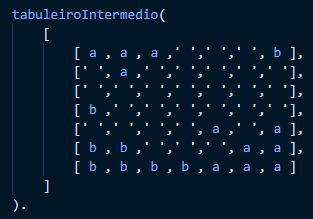 tabuleiroIntermedio(
[
[ a , a , a ,' ',' ',' ', b ],
[' ', a ,' ',' ',' ',' ',' '],
[' ',' ',' ',' ',' ',' ',' '],
[ b ,' ',' ',' ',' ',' ',' '],
[' ',' ',' ',' ', a ,' ', a ],
[ b , b ,' ',' ',' ', a , a ],
[ b , b , b , b , a , a , a ]
]
).